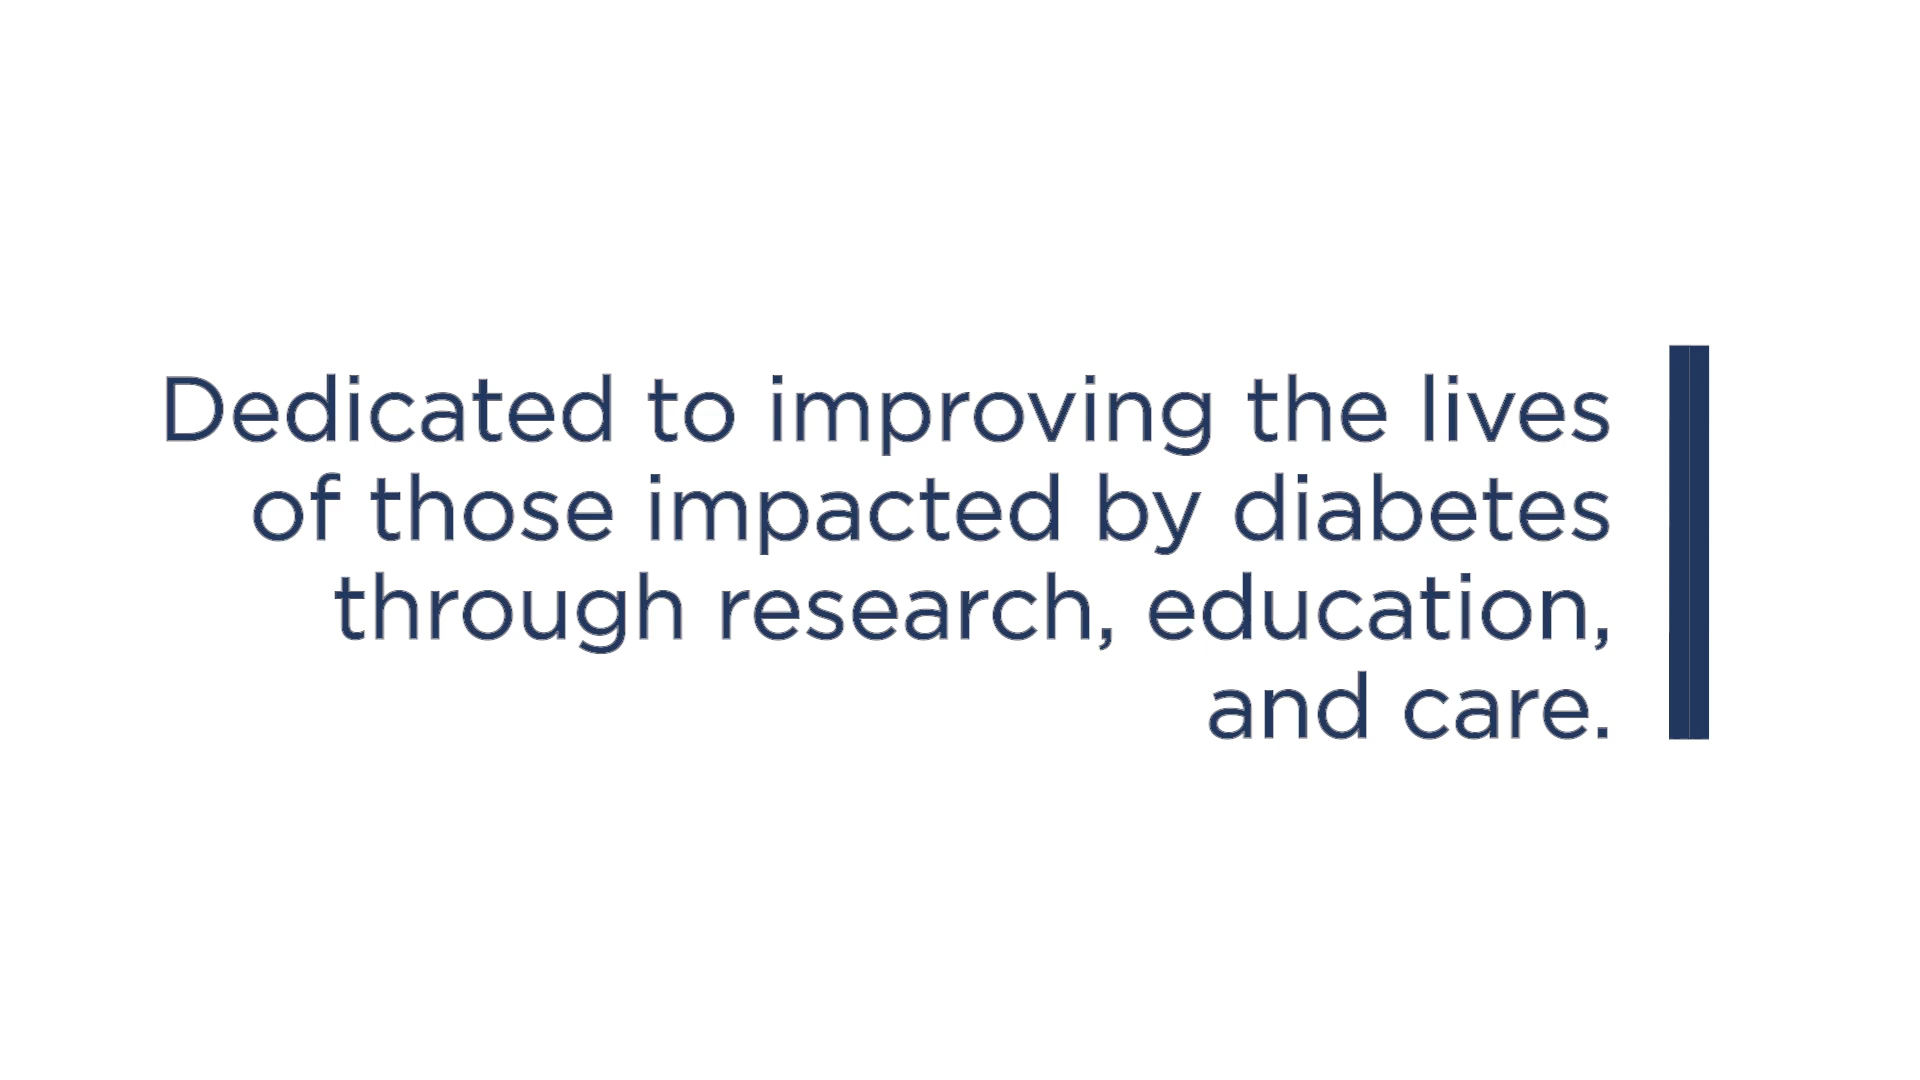 Dedicated to improving the lives
of those impacted by diabetes
through research, education,
and care.